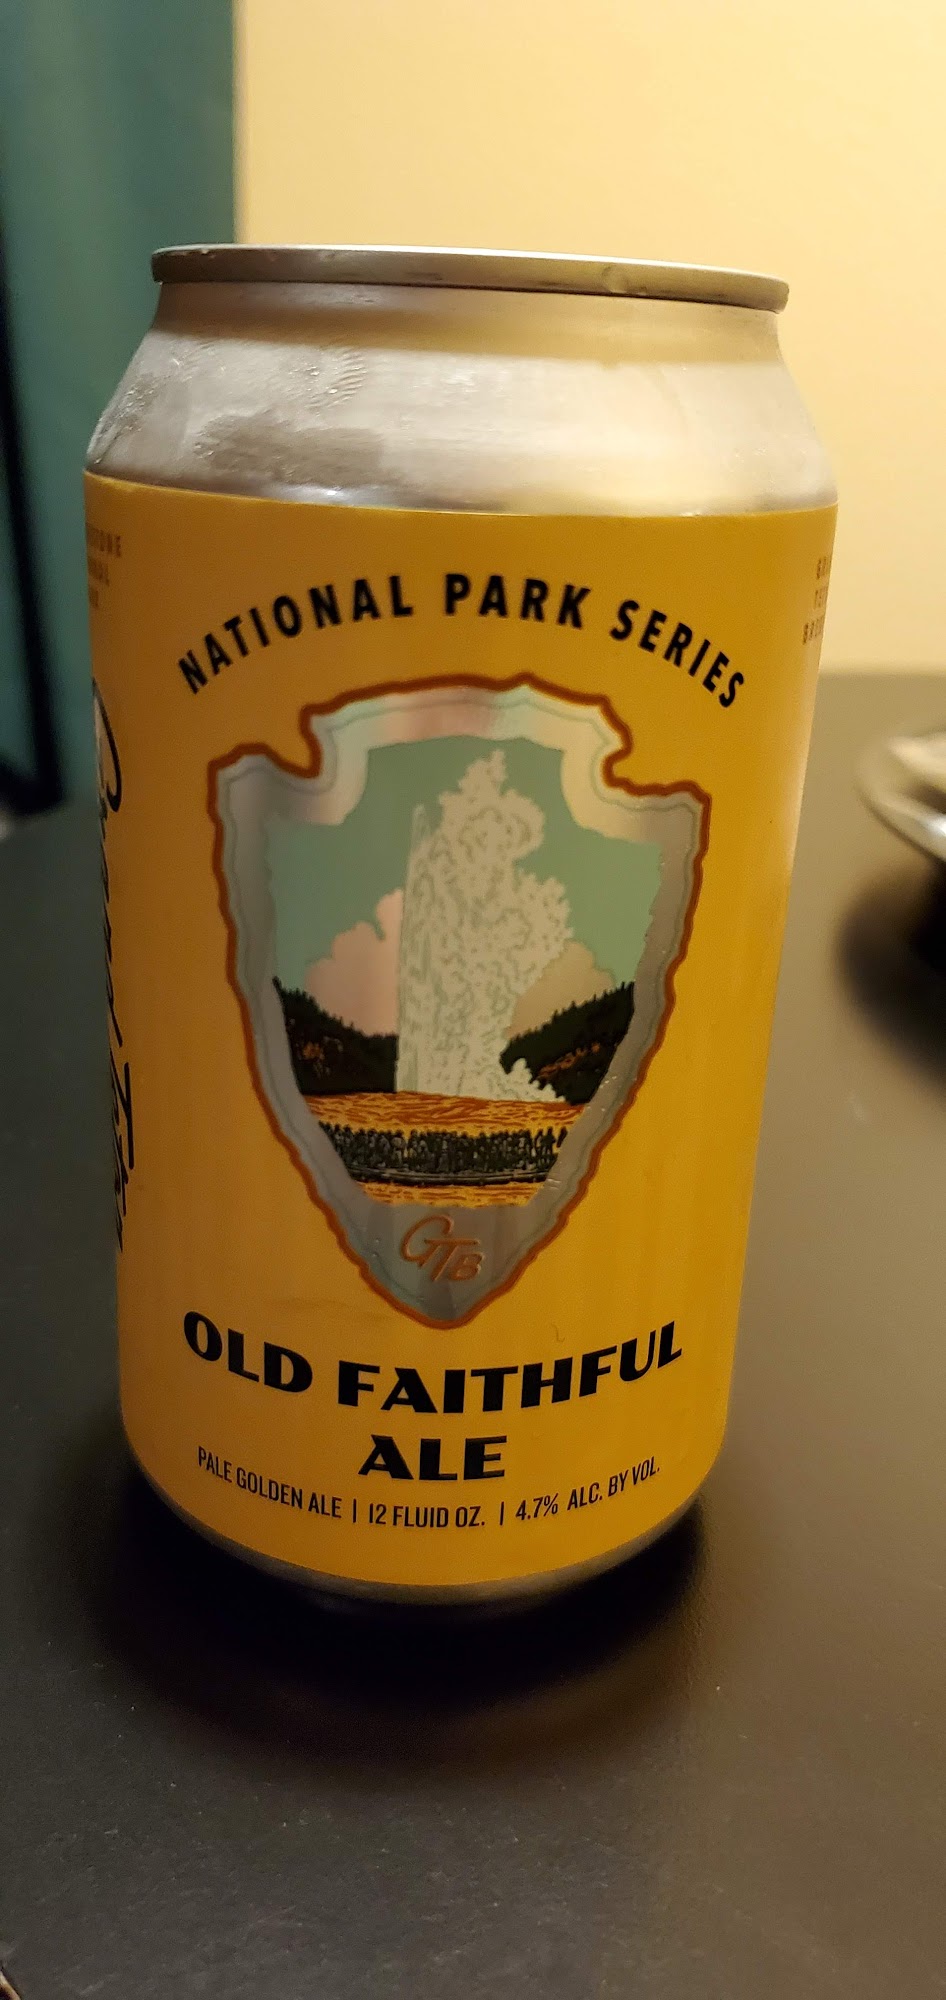 NATIONAL PARK SERIES
GTB
OLD FAITHFUL
ALE
PALE GOLDEN ALE | 12 FLUID OZ. | 4.7% ALC. BY VOL.